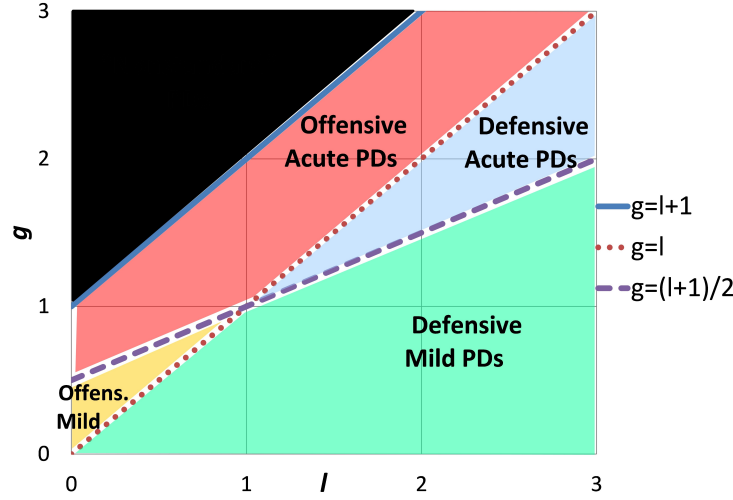 3
Offensive
Acute PDs
Defensive
Acute PDs
2
g
g=l+1
g=l
g=(l+1)/2
1
Defensive
Mild PDs
Offens.
Mild
0
0
1
l
2
3